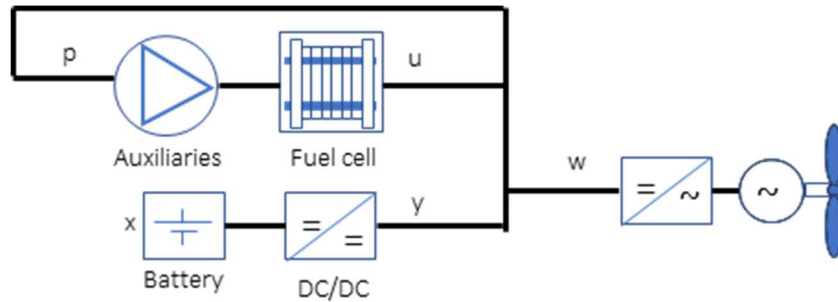 p
u
Auxiliaries
Fuel cell
w
= ~
~
x
y
= =
Battery
DC/DC